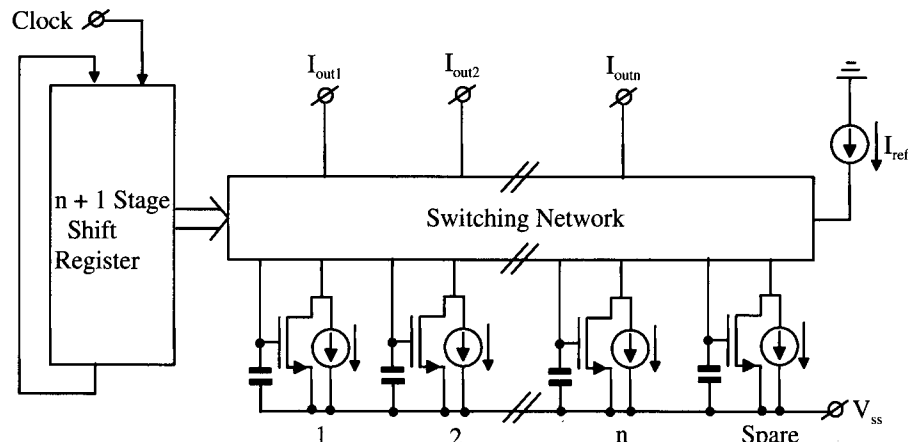 Clock
I_out1 I_out2 I_outn
I_ref
n + 1 Stage
Shift
Register
Switching Network
V_ss
1 2 n Spare